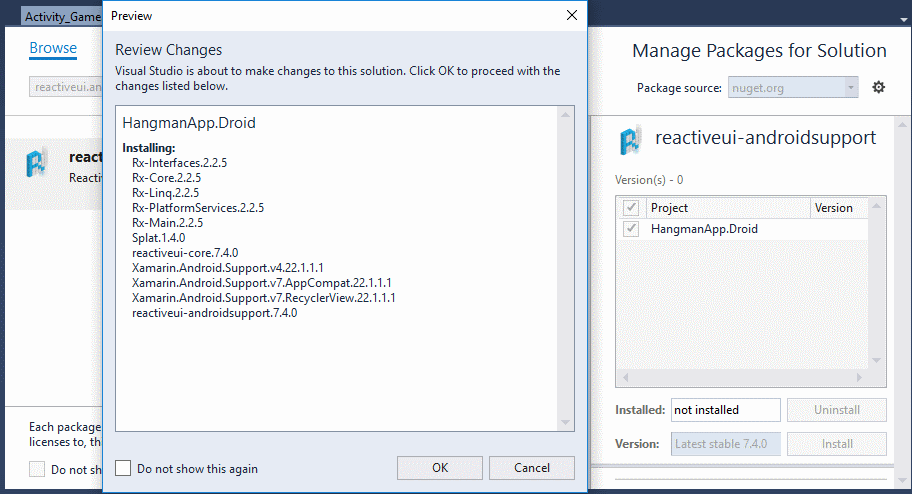 Activity_Game
Preview
Browse
reactiveui.an
reac
Reacti
Each package
licenses to, th
Do not sh
Review Changes
Visual Studio is about to make changes to this solution. Click OK to proceed with the
changes listed below.
HangmanApp.Droid
Installing:
Rx-Interfaces.2.2.5
Rx-Core.2.2.5
Rx-Linq.2.2.5
Rx-PlatformServices.2.2.5
Rx-Main.2.2.5
Splat.1.4.0
reactiveui-core.7.4.0
Xamarin.Android.Support.v4.22.1.1.1
Xamarin.Android.Support.v7.AppCompat.22.1.1.1
Xamarin.Android.Support.v7.RecyclerView.22.1.1.1
reactiveui-androidsupport.7.4.0
Do not show this again
OK Cancel
Manage Packages for Solution
Package source: nuget.org
reactiveui-androidsupport
Version(s) - 0
Project Version
HangmanApp.Droid
Installed: not installed Uninstall
Version: Latest stable 7.4.0 Install